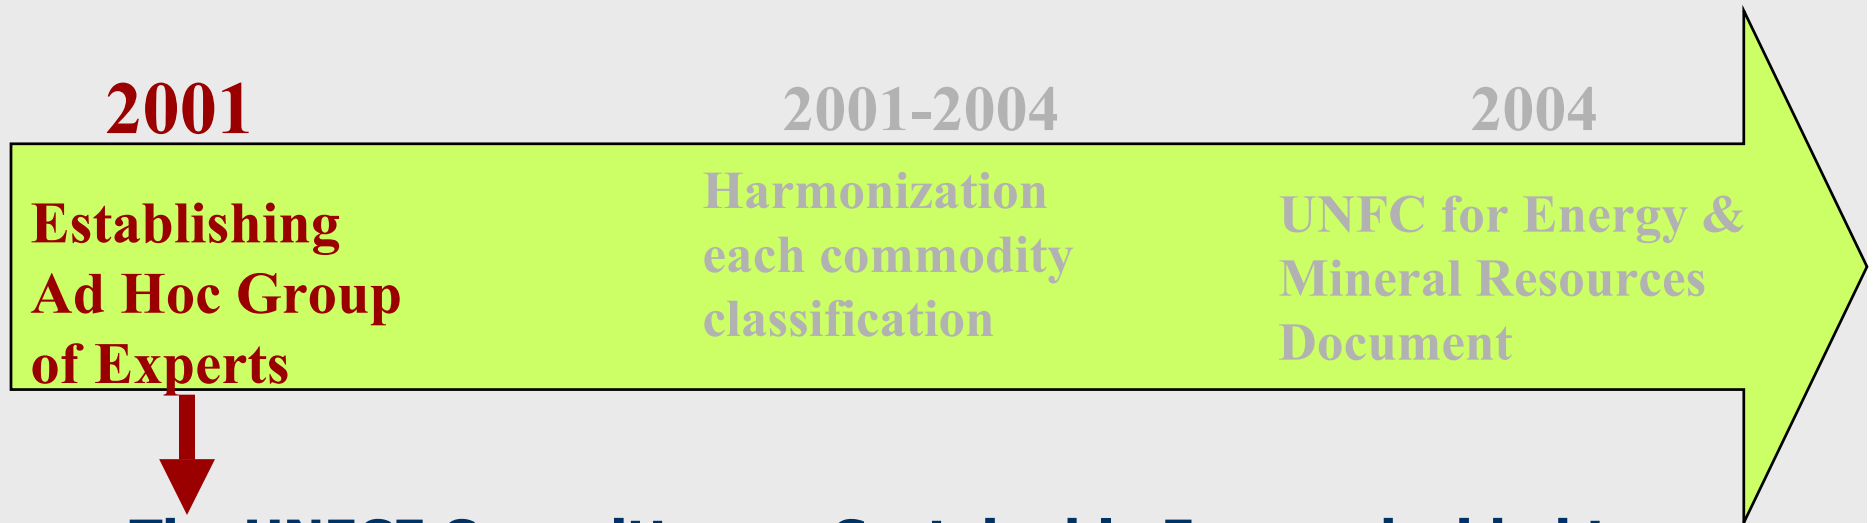 2001
Establishing
Ad Hoc Group
of Experts
2001-2004
Harmonization
each commodity
classification
2004
UNFC for Energy &
Mineral Resources
Document